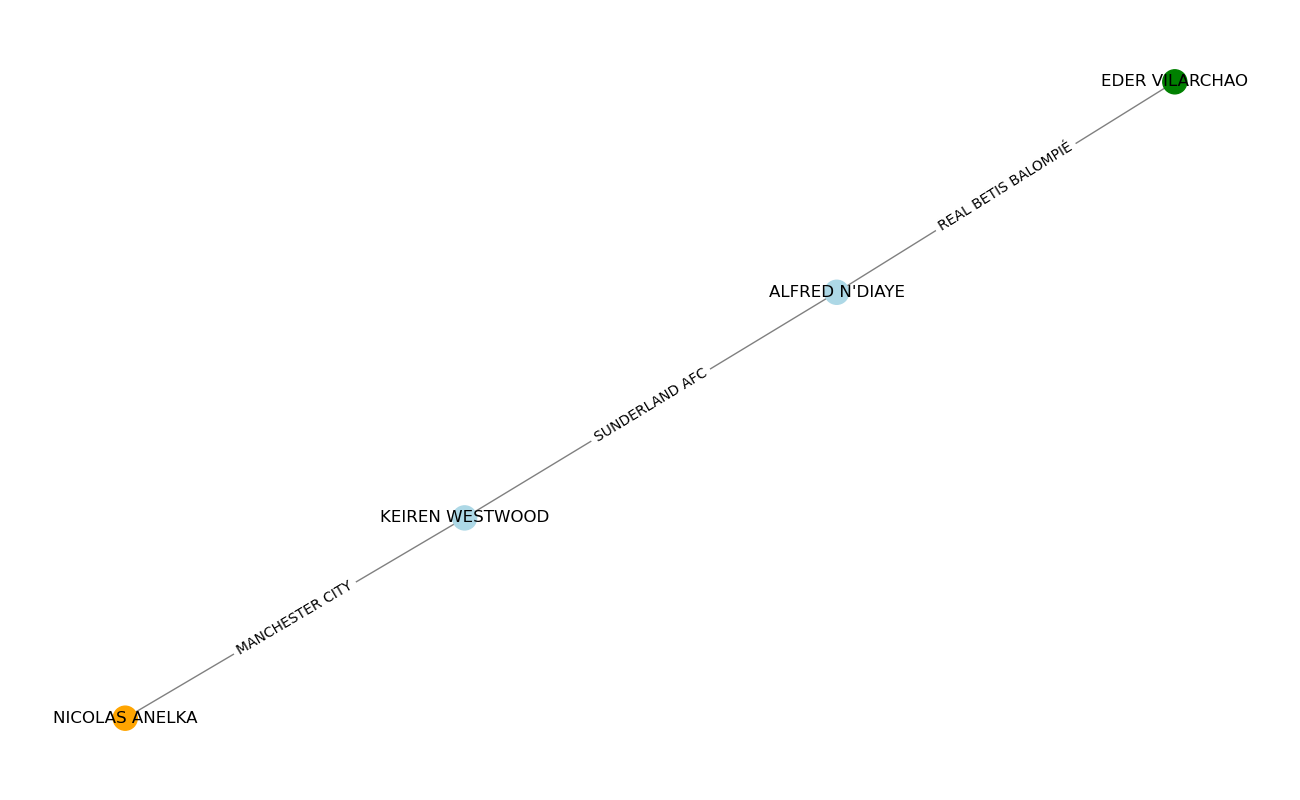 EDER VILARCHAO
REAL BETIS BALOMPIÉ
ALFRED N'DIAYE
SUNDERLAND AFC
KEIREN WESTWOOD
MANCHESTER CITY
NICOLAS ANELKA